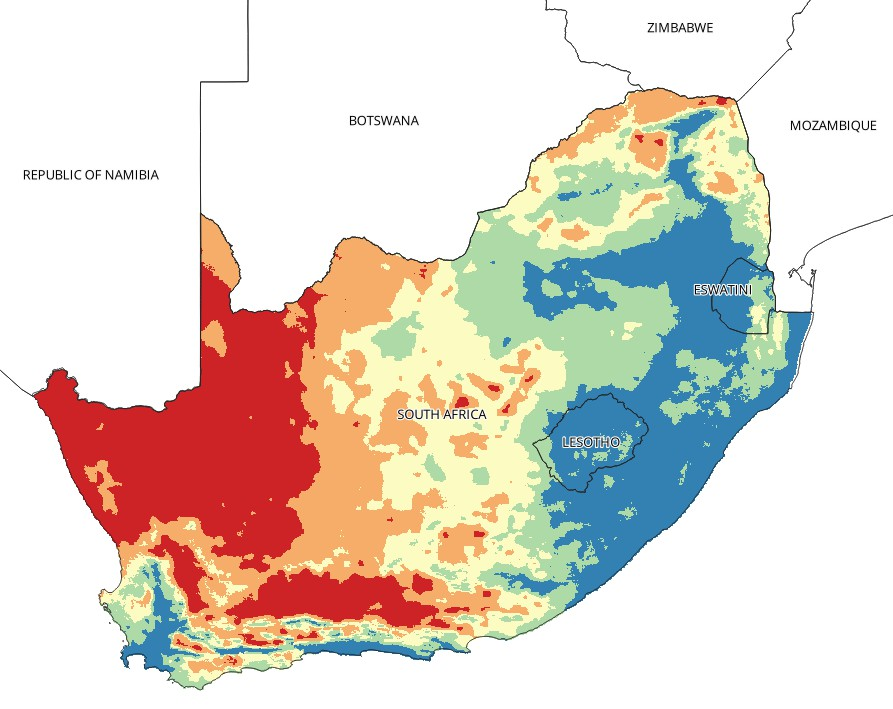 ZIMBABWE
BOTSWANA
MOZAMBIQUE
REPUBLIC OF NAMIBIA
ESWATINI
SOUTH AFRICA
LESOTHO